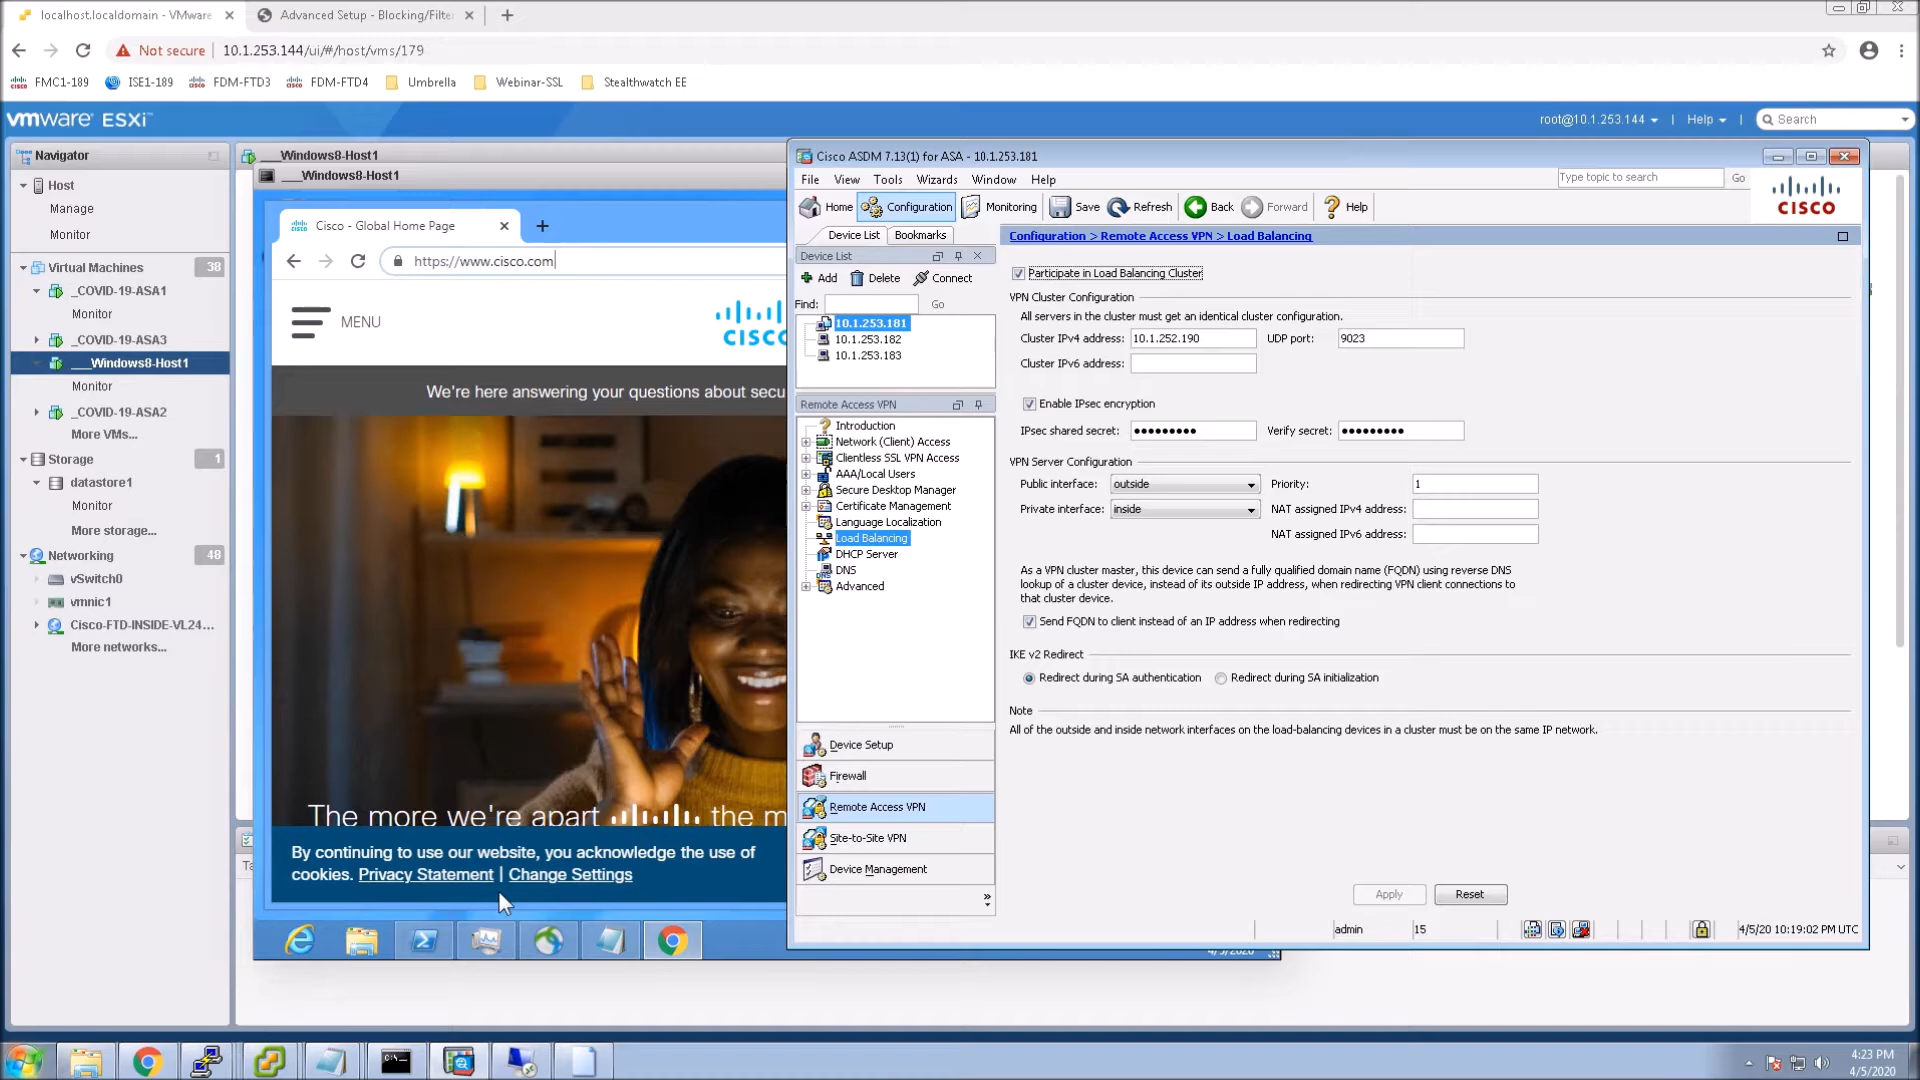 localhost.localdomain - VMware
Advanced Setup - Blocking/Filter
Not secure
10.1.253.144/ui/#/host/vms/179
FMC1-189
ISE1-189
FDM-FTD3
FDM-FTD4
Umbrella
Webinar-SSL
Stealthwatch EE
vmware ESXi
root@10.1.253.144
Help
Search
Navigator
Host
Manage
Monitor
Virtual Machines
38
_COVID-19-ASA1
Monitor
_COVID-19-ASA3
___Windows8-Host1
Monitor
_COVID-19-ASA2
More VMs...
Storage
1
datastore1
Monitor
More storage...
Networking
48
vSwitch0
vmnic1
Cisco-FTD-INSIDE-VL24...
More networks...
___Windows8-Host1
___Windows8-Host1
Cisco - Global Home Page
https://www.cisco.com
MENU
cisco
We're here answering your questions about secu
The more we're apart
the m
By continuing to use our website, you acknowledge the use of
cookies. Privacy Statement | Change Settings
4/5/2020
Cisco ASDM 7.13(1) for ASA - 10.1.253.181
File
View
Tools
Wizards
Window
Help
Type topic to search
Go
CISCO
Home
Configuration
Monitoring
Save
Refresh
Back
Forward
Help
Device List
Bookmarks
Device List
Add
Delete
Connect
Find:
Go
10.1.253.181
10.1.253.182
10.1.253.183
Remote Access VPN
Introduction
Network (Client) Access
Clientless SSL VPN Access
AAA/Local Users
Secure Desktop Manager
Certificate Management
Language Localization
Load Balancing
DHCP Server
DNS
Advanced
Device Setup
Firewall
Remote Access VPN
Site-to-Site VPN
Device Management
Configuration > Remote Access VPN > Load Balancing
Participate in Load Balancing Cluster
VPN Cluster Configuration
All servers in the cluster must get an identical cluster configuration.
Cluster IPv4 address: 10.1.252.190 UDP port: 9023
Cluster IPv6 address:
Enable IPsec encryption
IPsec shared secret: ●●●●●●●●● Verify secret: ●●●●●●●●●
VPN Server Configuration
Public interface: outside Priority: 1
Private interface: inside NAT assigned IPv4 address:
NAT assigned IPv6 address:
As a VPN cluster master, this device can send a fully qualified domain name (FQDN) using reverse DNS
lookup of a cluster device, instead of its outside IP address, when redirecting VPN client connections to
that cluster device.
Send FQDN to client instead of an IP address when redirecting
IKE v2 Redirect
Redirect during SA authentication Redirect during SA initialization
Note
All of the outside and inside network interfaces on the load-balancing devices in a cluster must be on the same IP network.
Apply
Reset
admin
15
4/5/20 10:19:02 PM UTC
4:23 PM
4/5/2020